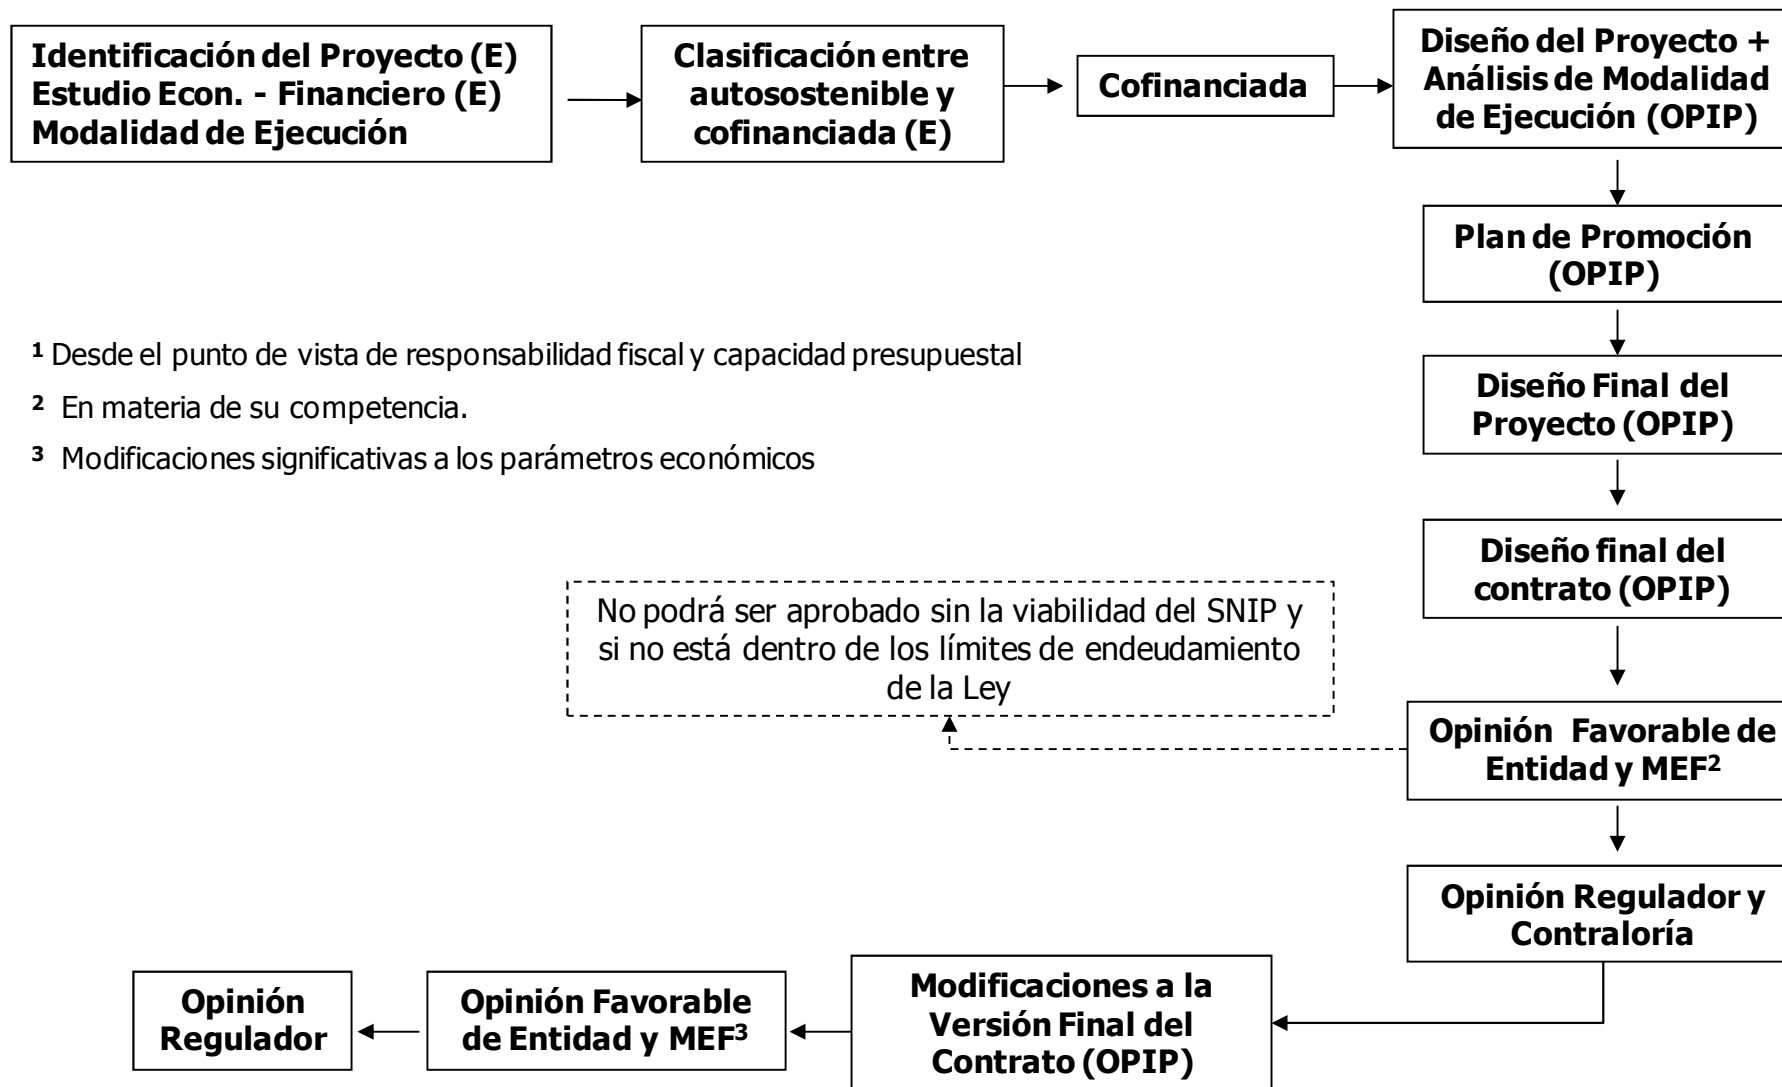 Identificación del Proyecto (E)
Estudio Econ. - Financiero (E)
Modalidad de Ejecución
Clasificación entre
autosostenible y
cofinanciada (E)
Cofinanciada
Diseño del Proyecto +
Análisis de Modalidad
de Ejecución (OPIP)
Plan de Promoción
(OPIP)
¹ Desde el punto de vista de responsabilidad fiscal y capacidad presupuestal
² En materia de su competencia.
³ Modificaciones significativas a los parámetros económicos
Diseño Final del
Proyecto (OPIP)
Diseño final del
contrato (OPIP)
No podrá ser aprobado sin la viabilidad del SNIP y
si no está dentro de los límites de endeudamiento
de la Ley
Opinión Favorable de
Entidad y MEF²
Opinión Regulador y
Contraloría
Modificaciones a la
Versión Final del
Contrato (OPIP)
Opinión Favorable
de Entidad y MEF³
Opinión
Regulador